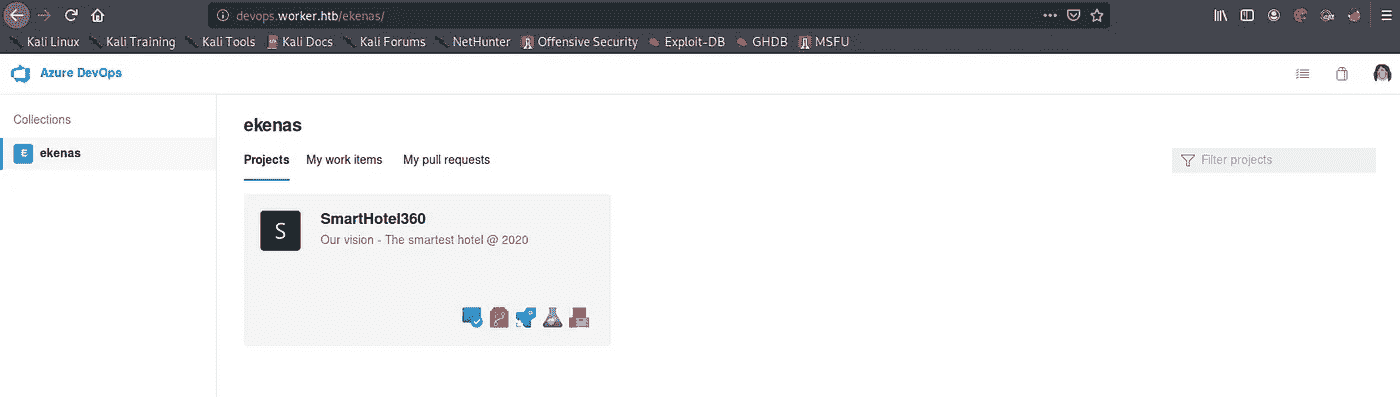 devops.worker.htb/ekenas/
Kali Linux Kali Training Kali Tools Kali Docs Kali Forums NetHunter Offensive Security Exploit-DB GHDB MSFU
Azure DevOps
Collections
ekenas
ekenas
Projects My work items My pull requests Filter projects
S SmartHotel360
Our vision - The smartest hotel @ 2020